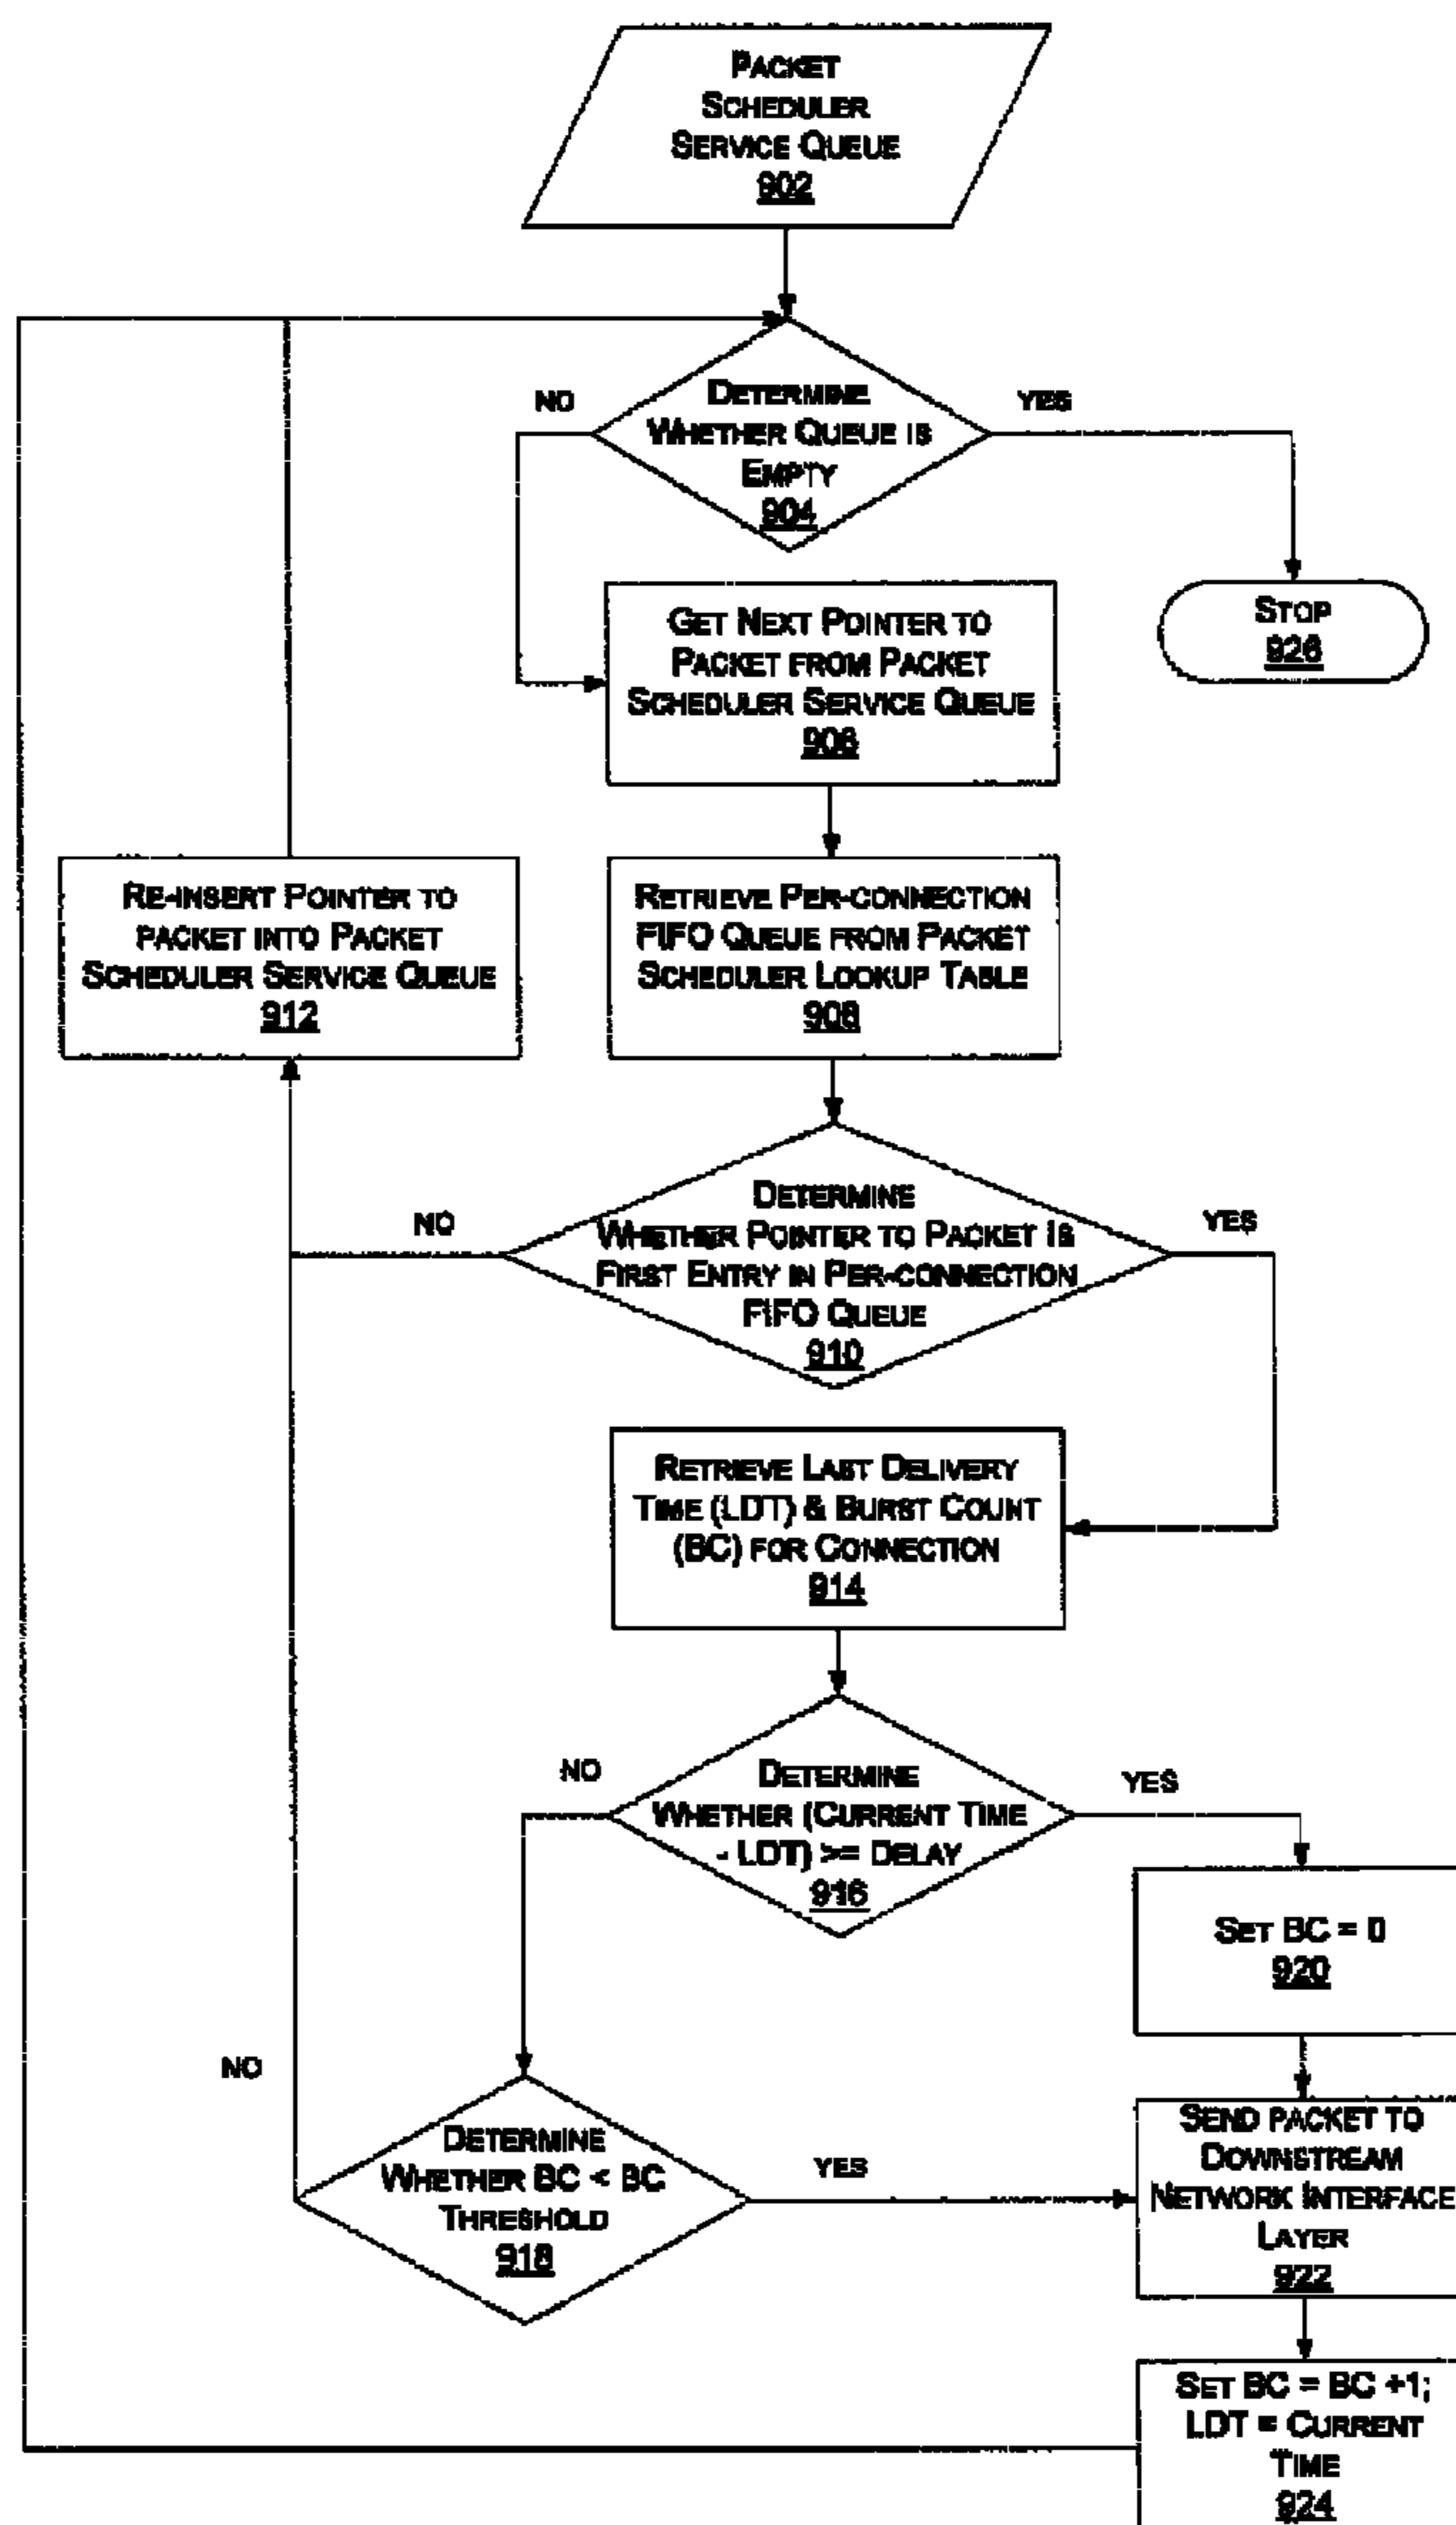 PACKET
SCHEDULER
SERVICE QUEUE
902
DETERMINE
WHETHER QUEUE IS
EMPTY
904
NO
YES
GET NEXT POINTER TO
PACKET FROM PACKET
SCHEDULER SERVICE QUEUE
906
STOP
926
RE-INSERT POINTER TO
PACKET INTO PACKET
SCHEDULER SERVICE QUEUE
912
RETRIEVE PER-CONNECTION
FIFO QUEUE FROM PACKET
SCHEDULER LOOKUP TABLE
908
DETERMINE
WHETHER POINTER TO PACKET IS
FIRST ENTRY IN PER-CONNECTION
FIFO QUEUE
910
NO
YES
RETRIEVE LAST DELIVERY
TIME (LDT) & BURST COUNT
(BC) FOR CONNECTION
914
DETERMINE
WHETHER (CURRENT TIME
- LDT) >= DELAY
916
NO
YES
SET BC = 0
920
NO
DETERMINE
WHETHER BC < BC
THRESHOLD
918
YES
SEND PACKET TO
DOWNSTREAM
NETWORK INTERFACE
LAYER
922
SET BC = BC +1;
LDT = CURRENT
TIME
924